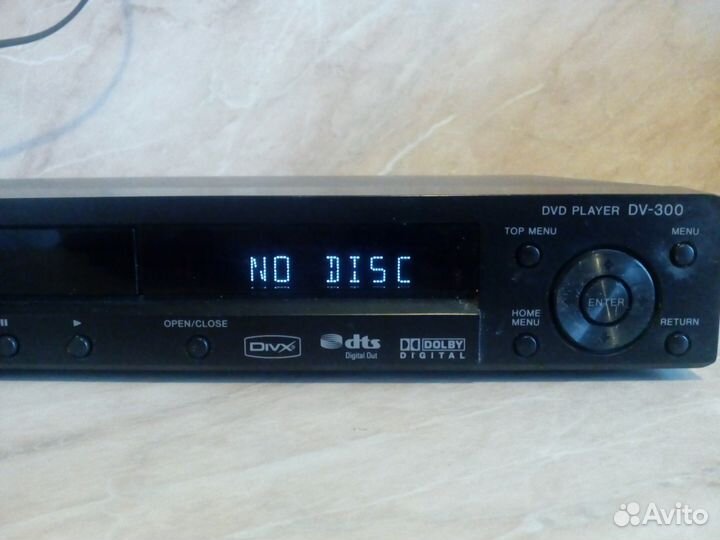 DVD PLAYER DV-300
TOP MENU
MENU
NO DISC
ENTER
HOME MENU
RETURN
OPEN/CLOSE
DIVX
dts
Digital Out
DOLBY
DIGITAL
Avito